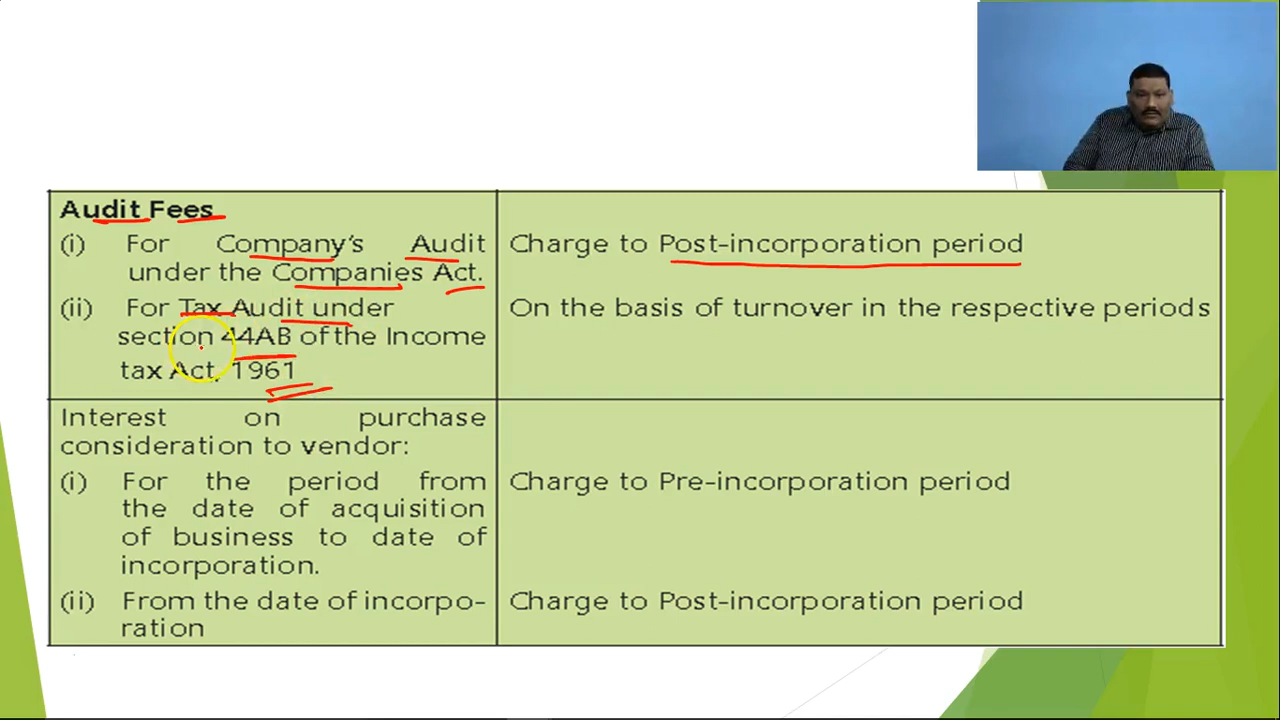 Audit Fees
(i) For Company's Audit Charge to Post-incorporation period
under the Companies Act.
(ii) For Tax Audit under On the basis of turnover in the respective periods
section 44AB of the Income
tax Act, 1961
Interest on purchase
consideration to vendor:
(i) For the period from Charge to Pre-incorporation period
the date of acquisition
of business to date of
incorporation.
(ii) From the date of incorpo- Charge to Post-incorporation period
ration